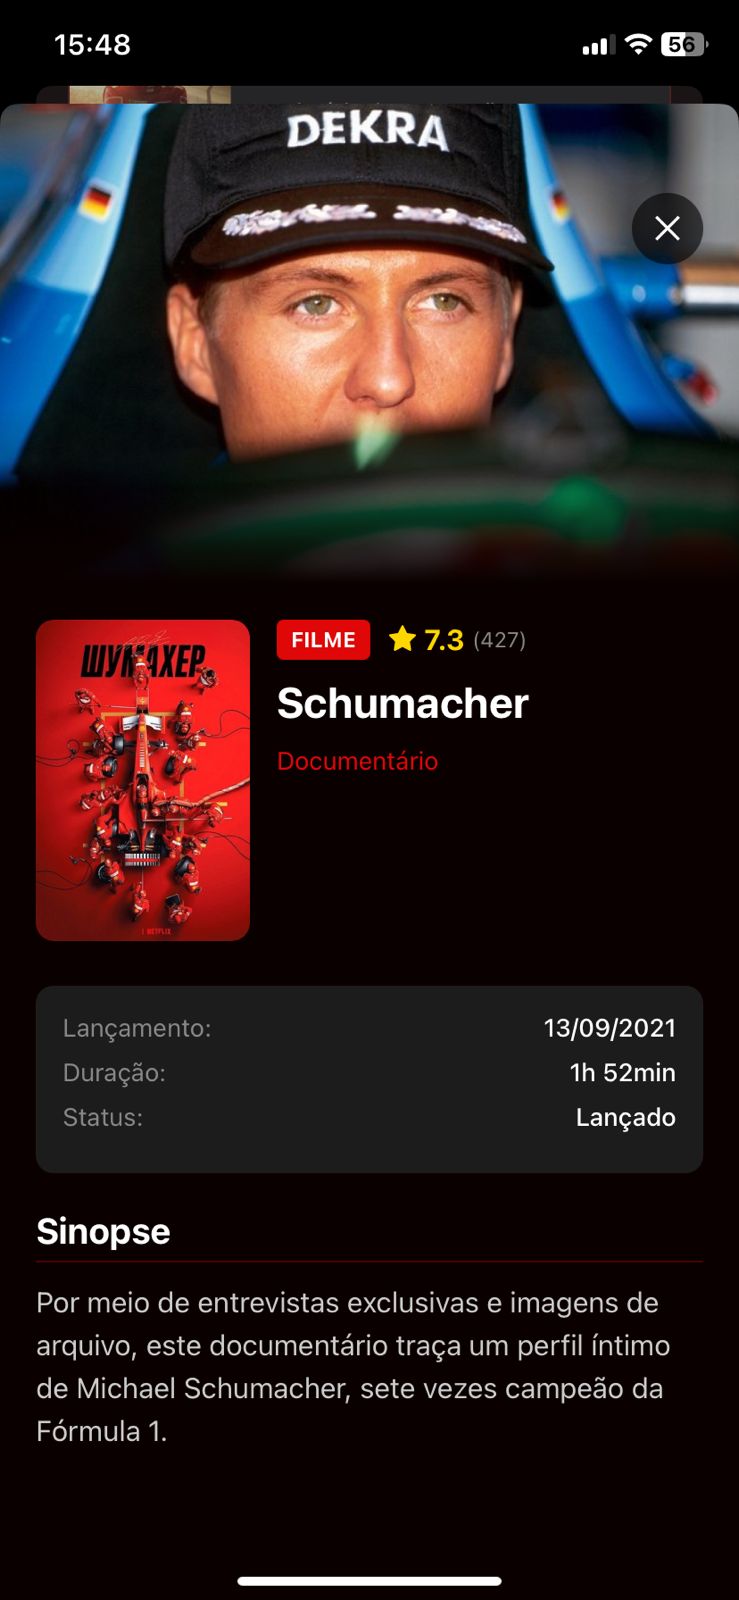 15:48
56
DEKRA
ШУМАХЕР
NETFLIX
FILME
7.3 (427)
Schumacher
Documentário
Lançamento: 13/09/2021
Duração: 1h 52min
Status: Lançado
Sinopse
Por meio de entrevistas exclusivas e imagens de
arquivo, este documentário traça um perfil íntimo
de Michael Schumacher, sete vezes campeão da
Fórmula 1.